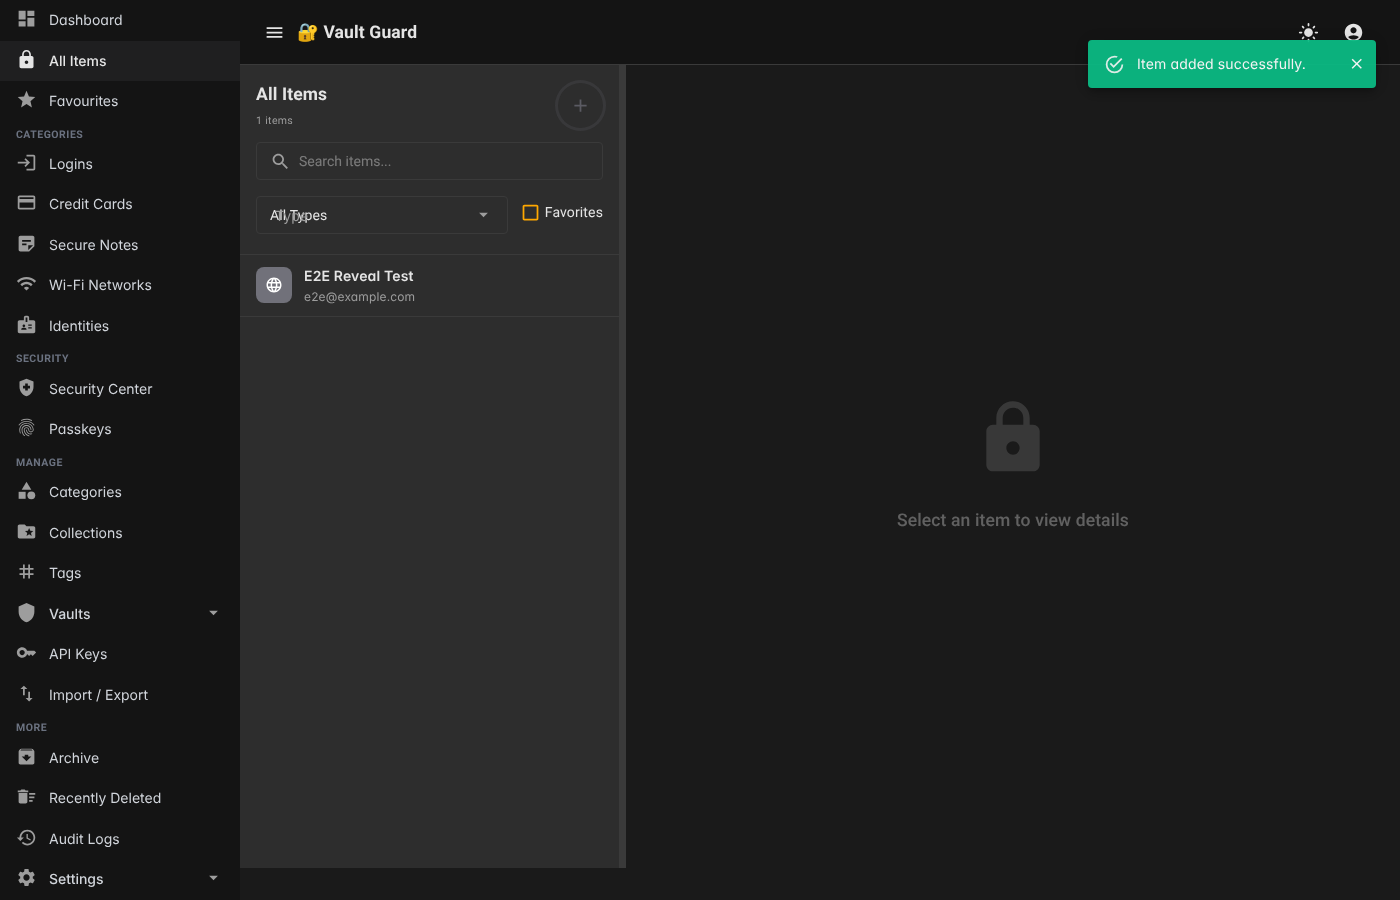 Dashboard
All Items
Favourites
CATEGORIES
Logins
Credit Cards
Secure Notes
Wi-Fi Networks
Identities
SECURITY
Security Center
Passkeys
MANAGE
Categories
Collections
Tags
Vaults
API Keys
Import / Export
MORE
Archive
Recently Deleted
Audit Logs
Settings
Vault Guard
Item added successfully.
All Items
1 items
Search items...
Type
All Types
Favorites
E2E Reveal Test
e2e@example.com
Select an item to view details